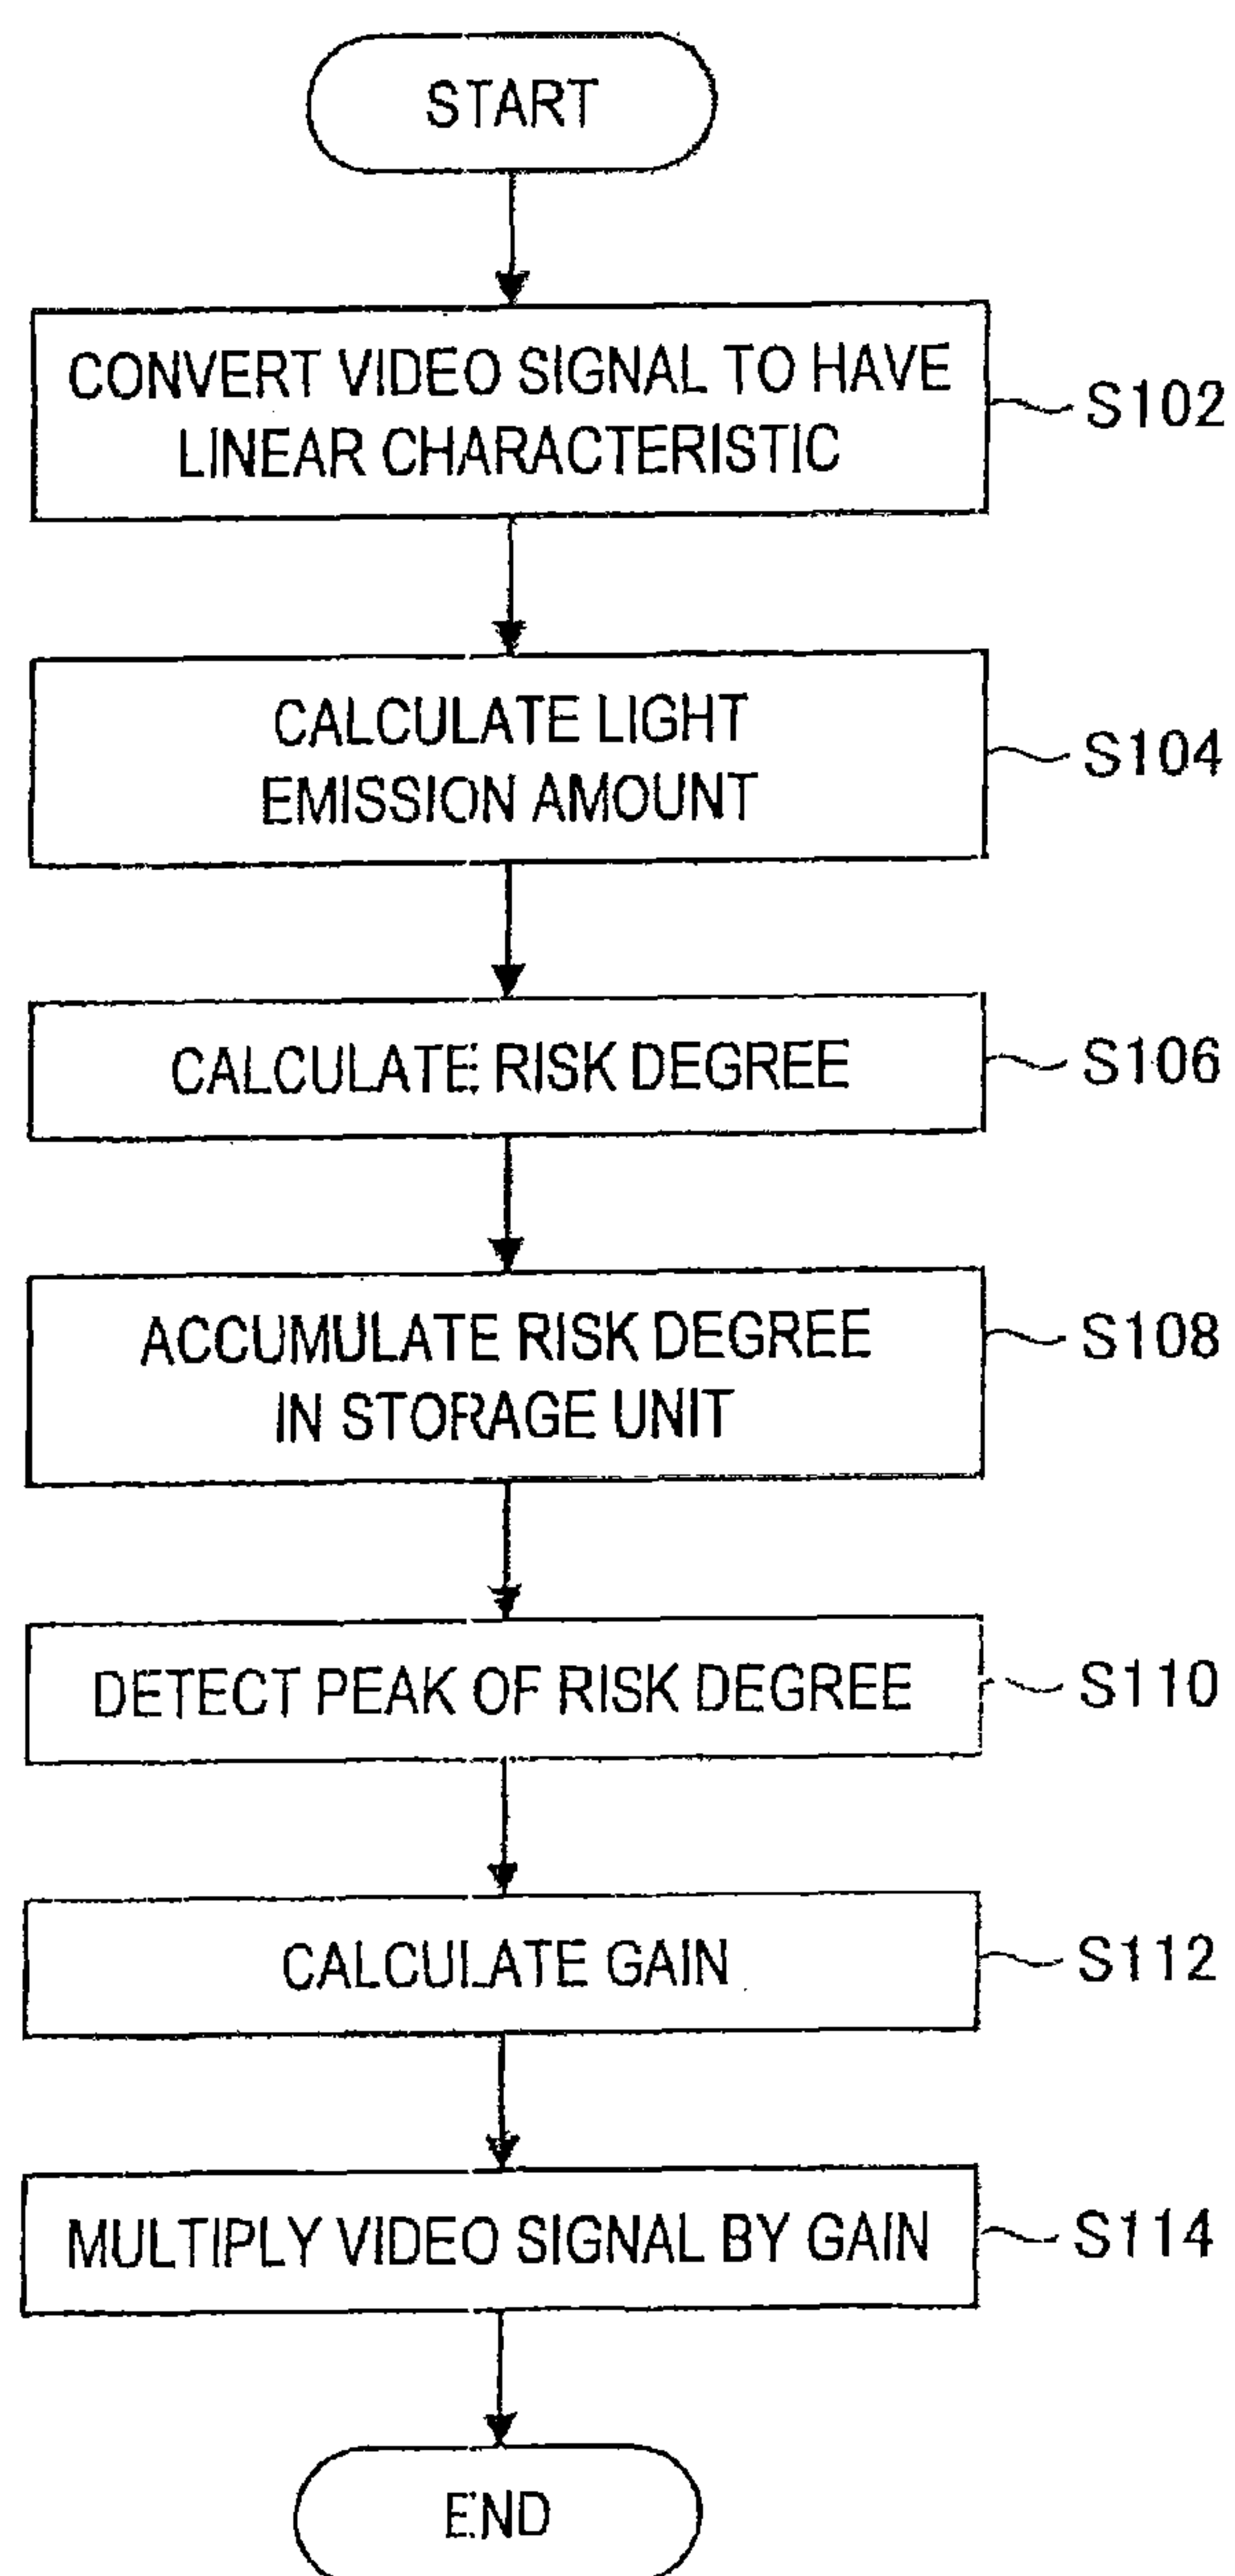 START
CONVERT VIDEO SIGNAL TO HAVE
LINEAR CHARACTERISTIC
S102
CALCULATE LIGHT
EMISSION AMOUNT
S104
CALCULATE RISK DEGREE
S106
ACCUMULATE RISK DEGREE
IN STORAGE UNIT
S108
DETECT PEAK OF RISK DEGREE
S110
CALCULATE GAIN
S112
MULTIPLY VIDEO SIGNAL BY GAIN
S114
END